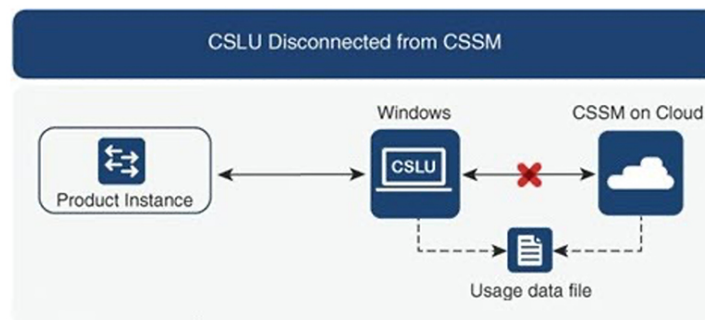 CSLU Disconnected from CSSM
Windows
CSSM on Cloud
CSLU
Product Instance
Usage data file